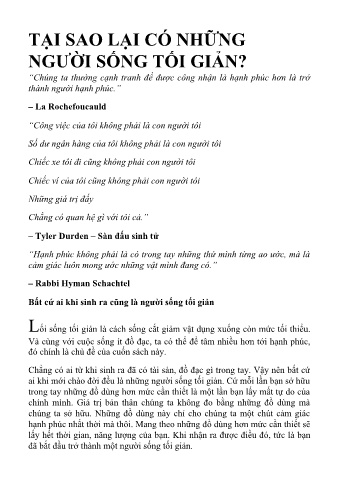 TẠI SAO LẠI CÓ NHỮNG
NGƯỜI SỐNG TỐI GIẢN?
“Chúng ta thường cạnh tranh để được công nhận là hạnh phúc hơn là trở
thành người hạnh phúc.”
– La Rochefoucauld
“Công việc của tôi không phải là con người tôi
Số dư ngân hàng của tôi không phải là con người tôi
Chiếc xe tôi đi cũng không phải con người tôi
Chiếc ví của tôi cũng không phải con người tôi
Những giá trị đấy
Chẳng có quan hệ gì với tôi cả.”
– Tyler Durden – Sàn đấu sinh tử
“Hạnh phúc không phải là có trong tay những thứ mình từng ao ước, mà là
cảm giác luôn mong ước những vật mình đang có.”
– Rabbi Hyman Schachtel
Bất cứ ai khi sinh ra cũng là người sống tối giản
Lối sống tối giản là cách sống cắt giảm vật dụng xuống còn mức tối thiểu.
Và cùng với cuộc sống ít đồ đạc, ta có thể để tâm nhiều hơn tới hạnh phúc,
đó chính là chủ đề của cuốn sách này.
Chẳng có ai từ khi sinh ra đã có tài sản, đồ đạc gì trong tay. Vậy nên bất cứ
ai khi mới chào đời đều là những người sống tối giản. Cứ mỗi lần bạn sở hữu
trong tay những đồ dùng hơn mức cần thiết là một lần bạn lấy mất tự do của
chính mình. Giá trị bản thân chúng ta không đo bằng những đồ dùng mà
chúng ta sở hữu. Những đồ dùng này chỉ cho chúng ta một chút cảm giác
hạnh phúc nhất thời mà thôi. Mang theo những đồ dùng hơn mức cần thiết sẽ
lấy hết thời gian, năng lượng của bạn. Khi nhận ra được điều đó, tức là bạn
đã bắt đầu trở thành một người sống tối giản.